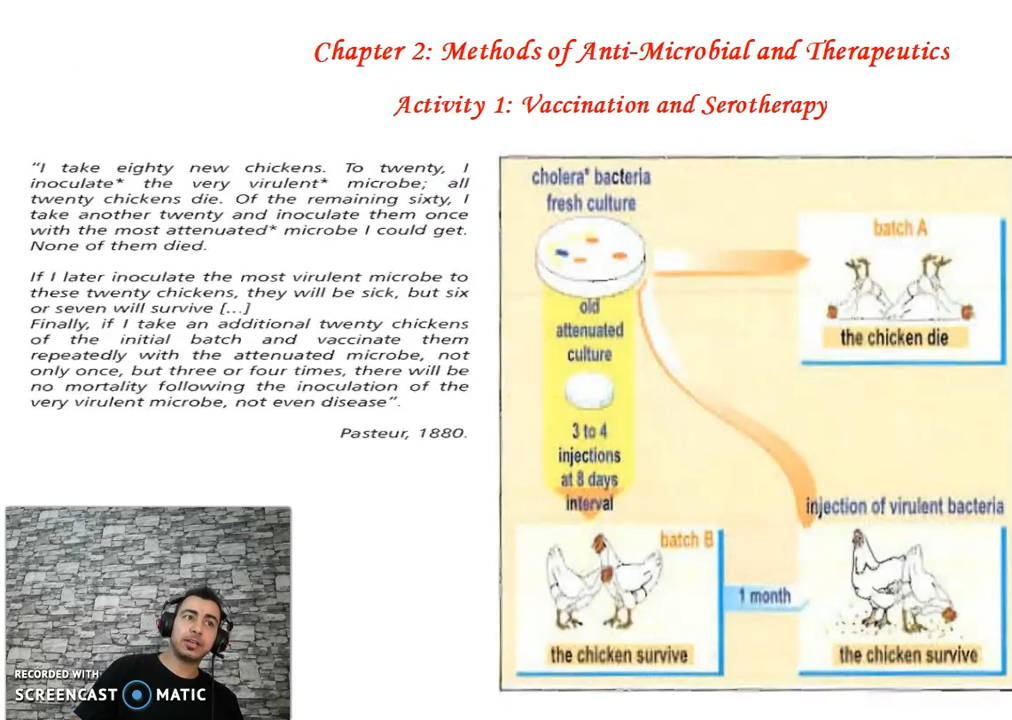 Chapter 2: Methods of Anti-Microbial and Therapeutics
Activity 1: Vaccination and Serotherapy
“I take eighty new chickens. To twenty, I
inoculate* the very virulent* microbe; all
twenty chickens die. Of the remaining sixty, I
take another twenty and inoculate them once
with the most attenuated* microbe I could get.
None of them died.
If I later inoculate the most virulent microbe to
these twenty chickens, they will be sick, but six
or seven will survive [...]
Finally, if I take an additional twenty chickens
of the initial batch and vaccinate them
repeatedly with the attenuated microbe, not
only once, but three or four times, there will be
no mortality following the inoculation of the
very virulent microbe, not even disease”.
Pasteur, 1880.
cholera* bacteria
fresh culture
batch A
the chicken die
old
attenuated
culture
3 to 4
injections
at 8 days
interval
injection of virulent bacteria
batch B
1 month
the chicken survive
the chicken survive
RECORDED WITH
SCREENCAST MATIC